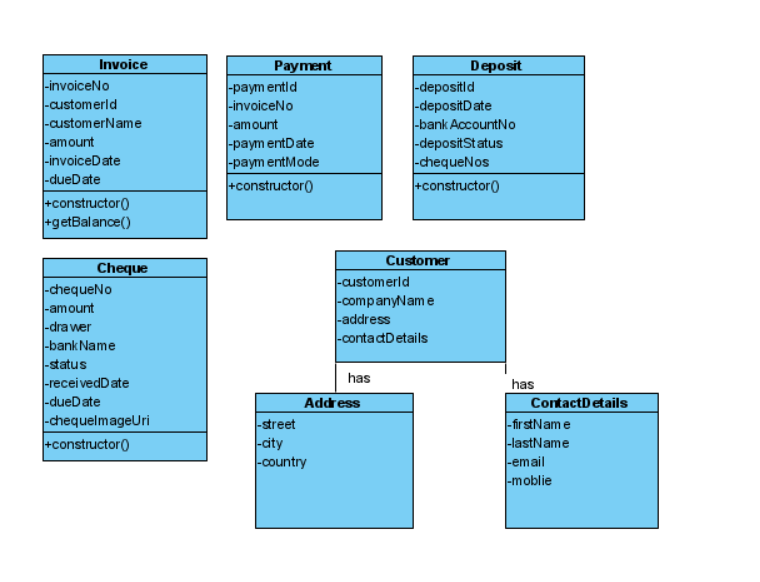 Invoice
-invoiceNo
-customerId
-customerName
-amount
-invoiceDate
-dueDate
+constructor()
+getBalance()
Payment
-paymentId
-invoiceNo
-amount
-paymentDate
-paymentMode
+constructor()
Deposit
-depositId
-depositDate
-bankAccountNo
-depositStatus
-chequeNos
+constructor()
Cheque
-chequeNo
-amount
-drawer
-bankName
-status
-receivedDate
-dueDate
-chequeImageUri
+constructor()
Customer
-customerId
-companyName
-address
-contactDetails
has
has
Address
-street
-city
-country
ContactDetails
-firstName
-lastName
-email
-moblie